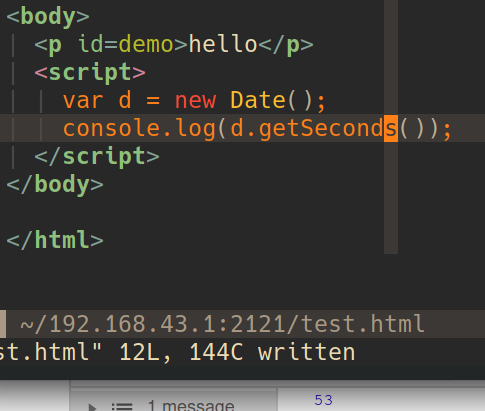 <body>
<p id=demo>hello</p>
<script>
var d = new Date();
console.log(d.getSeconds());
</script>
</body>
</html>
~/192.168.43.1:2121/test.html
st.html" 12L, 144C written
1 message
53